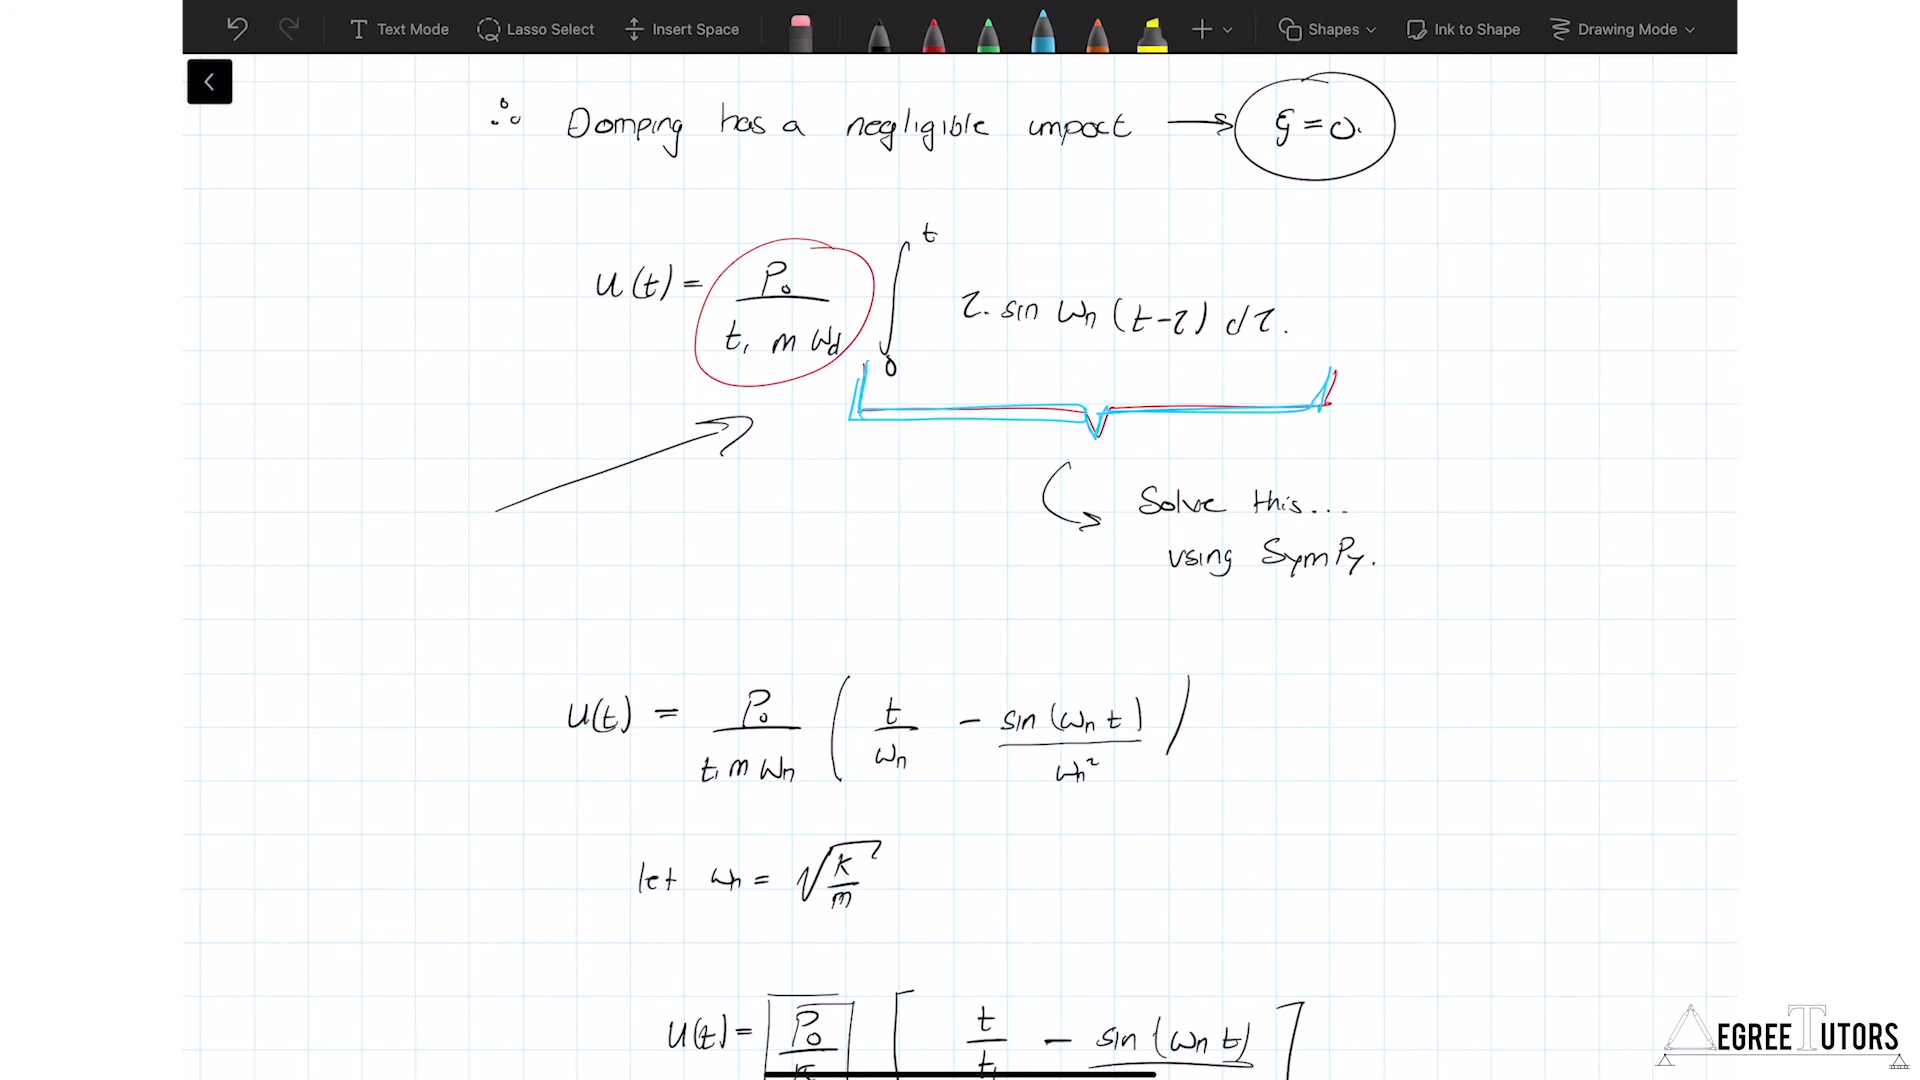 Text Mode Lasso Select Insert Space Shapes Ink to Shape Drawing Mode
∴ Damping has a negligible impact → ξ = 0.
u(t) = P₀ / (t₁ m ω_d) ∫₀ᵗ τ. sin ωₙ (t-τ) dτ.
Solve this...
using SymPy.
u(t) = P₀ / (t₁ m ωₙ) ( t / ωₙ - sin (ωₙ t) / ωₙ² )
let ωₙ = √(k/m)
u(t) = P₀ / k [ t / t₁ - sin (ωₙ t) ]
DEGREE TUTORS